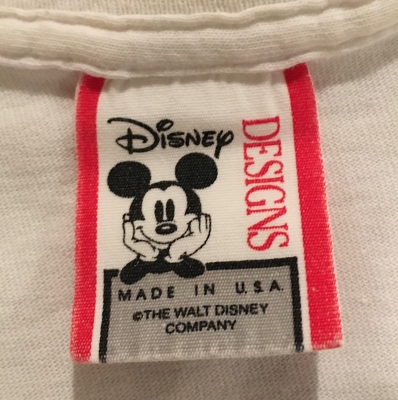 Disney
DESIGNS
MADE IN U.S.A.
©THE WALT DISNEY
COMPANY